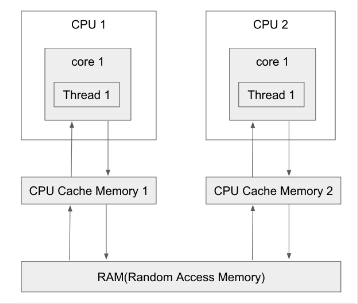 CPU 1
CPU 2
core 1
core 1
Thread 1
Thread 1
CPU Cache Memory 1
CPU Cache Memory 2
RAM(Random Access Memory)